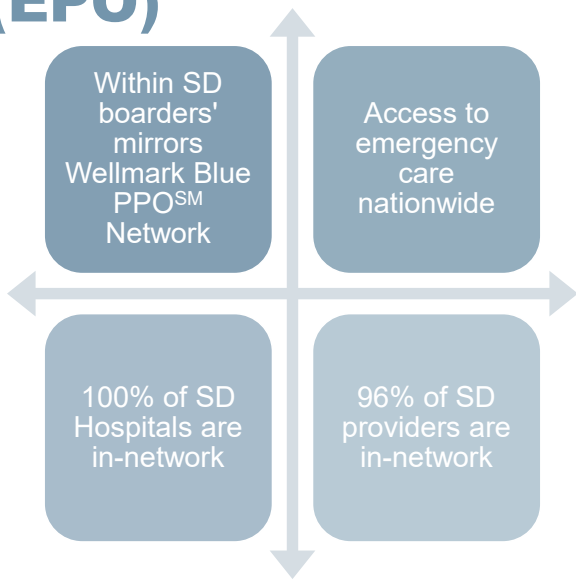 (EPO)
Within SD
boarders'
mirrors
Wellmark Blue
PPO℠
Network
Access to
emergency
care
nationwide
100% of SD
Hospitals are
in-network
96% of SD
providers are
in-network